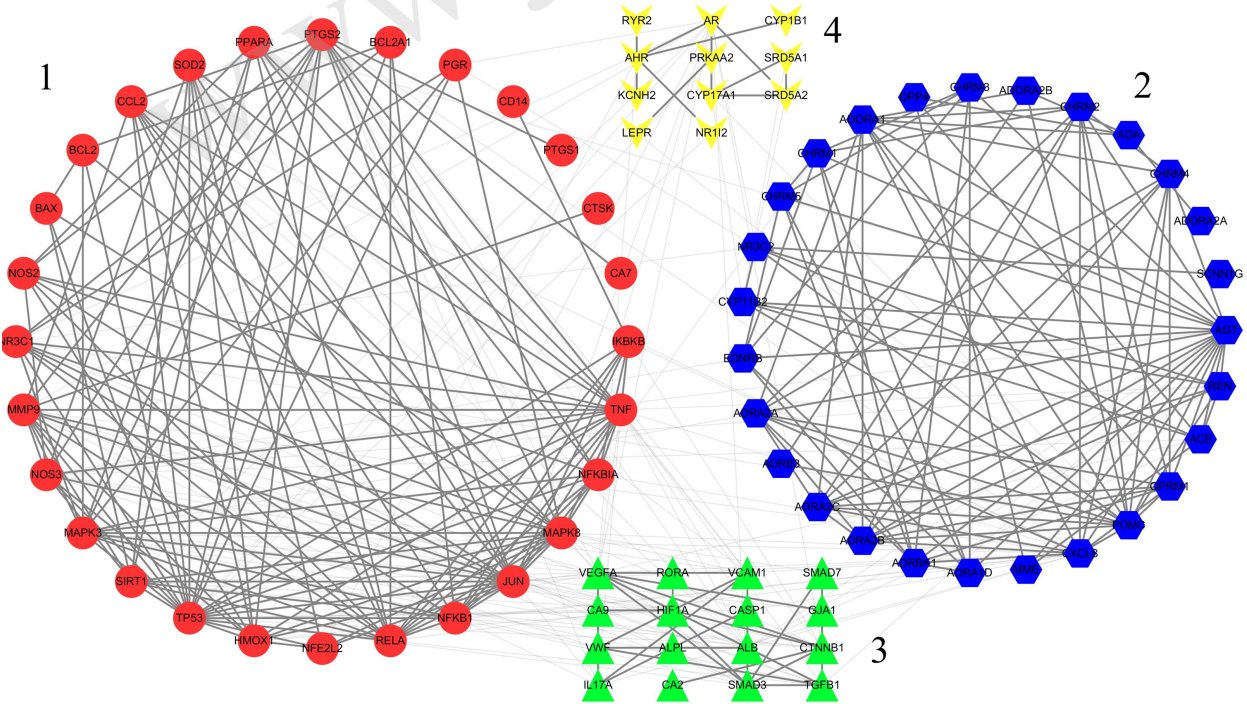 1
PTGS2
PPARA
BCL2A1
SOD2
PGR
CCL2
CD14
BCL2
PTGS1
BAX
CTSK
NOS2
CA7
NR3C1
IKBKB
MMP9
TNF
NOS3
NFKBIA
MAPK3
MAPK8
SIRT1
JUN
TP53
NFKB1
HMOX1
NFE2L2
RELA
4
RYR2 AR CYP1B1
AHR PRKAA2 SRD5A1
KCNH2 CYP17A1 SRD5A2
LEPR NR1I2
2
DPP4
CHRM3
ADORA2B
CHRM2
ADORA1
ADA
CHRM1
CHRM4
CHRM5
ADORA2A
NR3C2
SCNN1G
CYP11B2
AGT
EDNRB
REN
ADRA2A
ACE
ADRB3
ADRA2C
POMC
ADRA2B
CXCL8
ADRA1D
MME
3
VEGFA RORA VCAM1 SMAD7
CA9 HIF1A CASP1 GJA1
VWF ALPL ALB CTNNB1
IL17A CA2 SMAD3 TGFB1